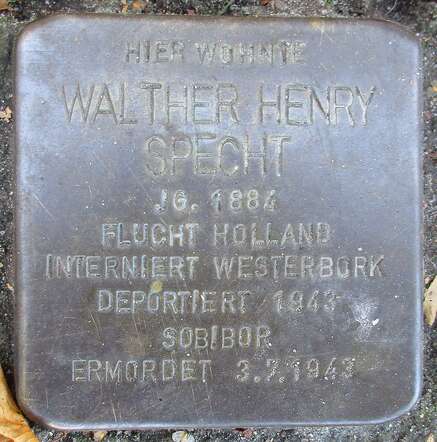 HIER WOHNTE
WALTHER HENRY
SPECHT
JG. 1884
FLUCHT HOLLAND
INTERNIERT WESTERBORK
DEPORTIERT 1943
SOBIBOR
ERMORDET 3.7.1943